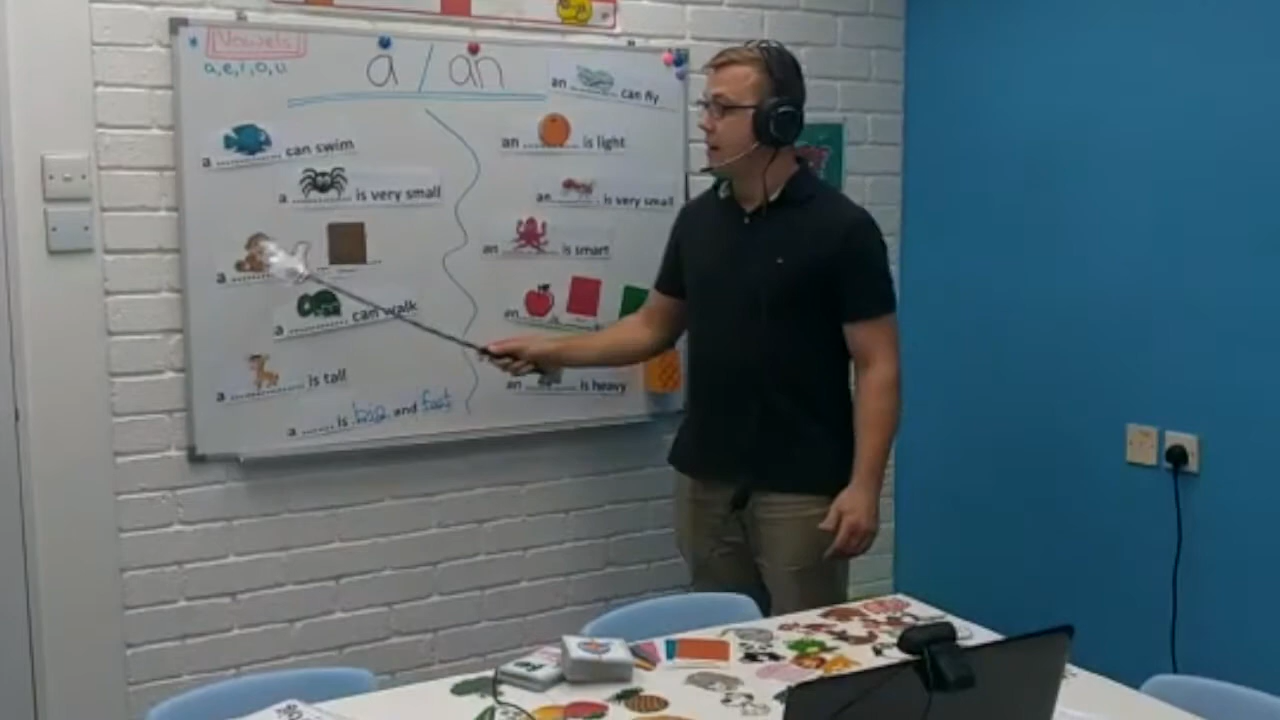 Vowels
a, e, i, o, u
a / an
a ........ can swim
a ........ is very small
a ........
a ........ can walk
a ........ is tall
a ...... is big and fast
an ........ can fly
an ........ is light
an ........ is very small
an ........ is smart
an ........
an ........ is heavy